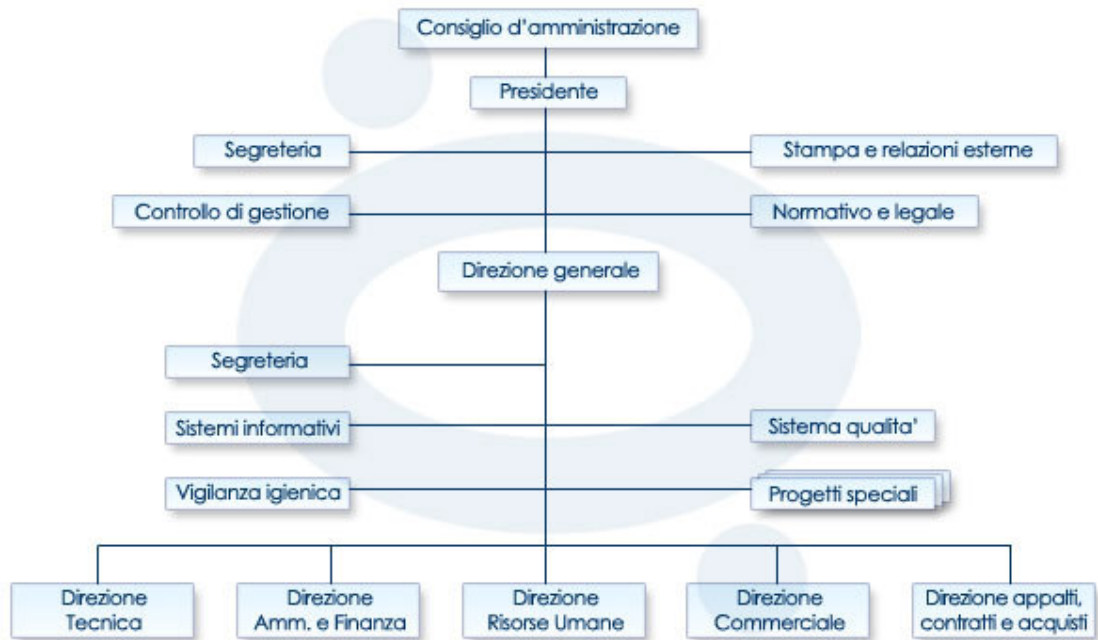 Consiglio d'amministrazione
Presidente
Segreteria
Stampa e relazioni esterne
Controllo di gestione
Normativo e legale
Direzione generale
Segreteria
Sistemi informativi
Sistema qualita'
Vigilanza igienica
Progetti speciali
Direzione
Tecnica
Direzione
Amm. e Finanza
Direzione
Risorse Umane
Direzione
Commerciale
Direzione appalti,
contratti e acquisti